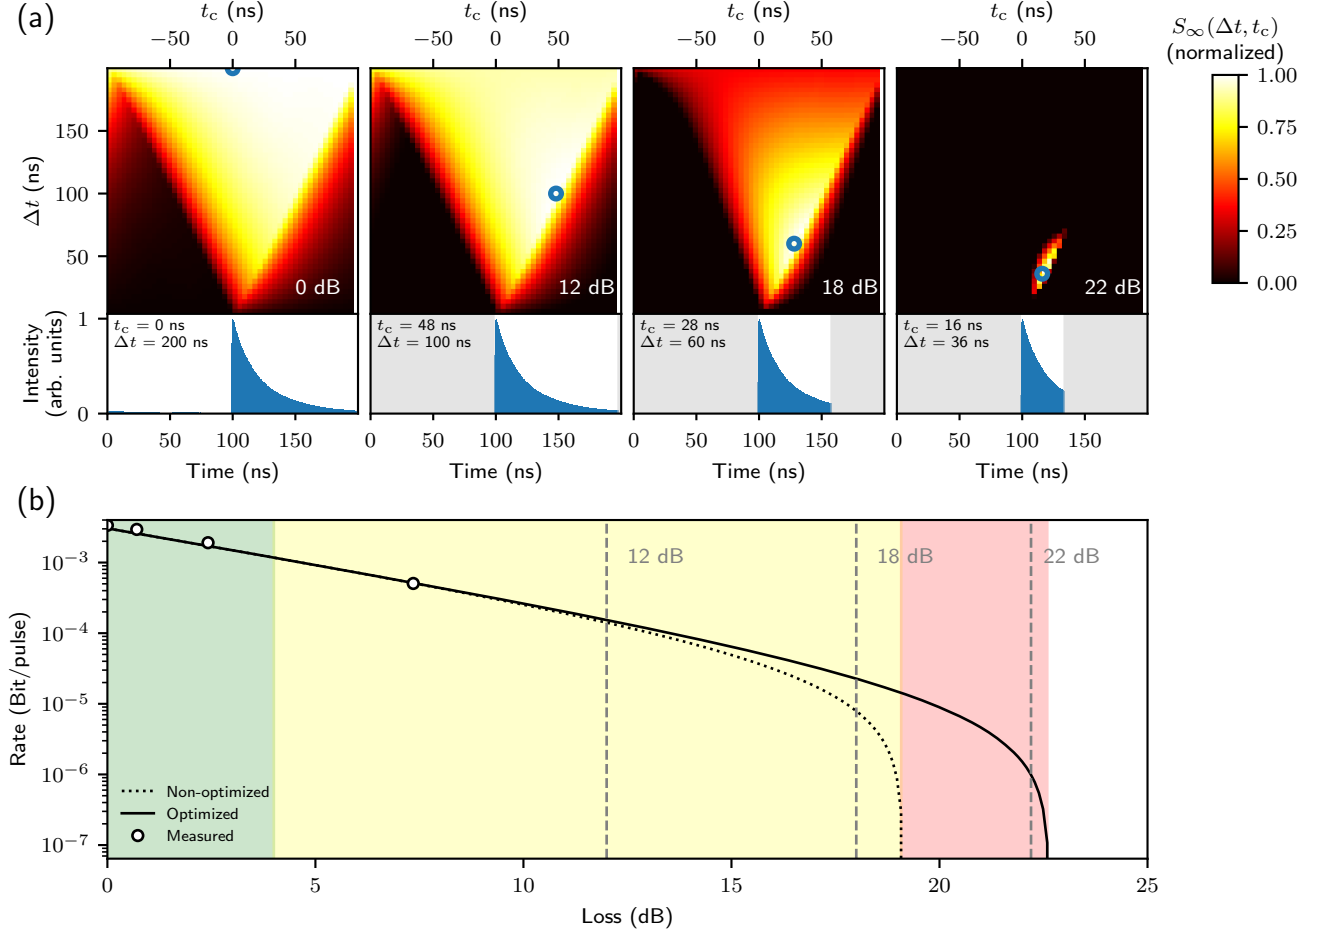 (a)
t_c (ns) t_c (ns) t_c (ns) t_c (ns)
−50 0 50 −50 0 50 −50 0 50 −50 0 50
S_∞(Δt, t_c)
(normalized)
1.00
0.75
0.50
0.25
0.00
Δt (ns)
150
100
50
0 dB 12 dB 18 dB 22 dB
Intensity
(arb. units)
1
0
t_c = 0 ns
Δt = 200 ns
t_c = 48 ns
Δt = 100 ns
t_c = 28 ns
Δt = 60 ns
t_c = 16 ns
Δt = 36 ns
0 50 100 150 0 50 100 150 0 50 100 150 0 50 100 150
Time (ns) Time (ns) Time (ns) Time (ns)
(b)
Rate (Bit/pulse)
10⁻³
10⁻⁴
10⁻⁵
10⁻⁶
10⁻⁷
12 dB 18 dB 22 dB
Non-optimized
Optimized
Measured
0 5 10 15 20 25
Loss (dB)